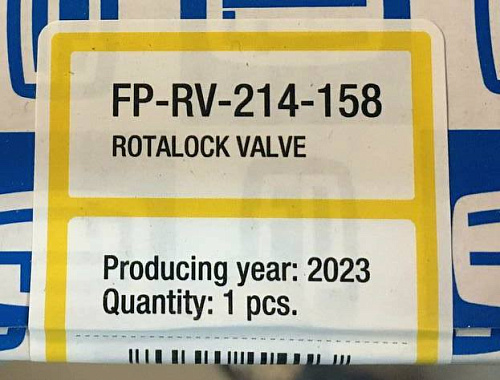 FP-RV-214-158
ROTALOCK VALVE
Producing year: 2023
Quantity: 1 pcs.